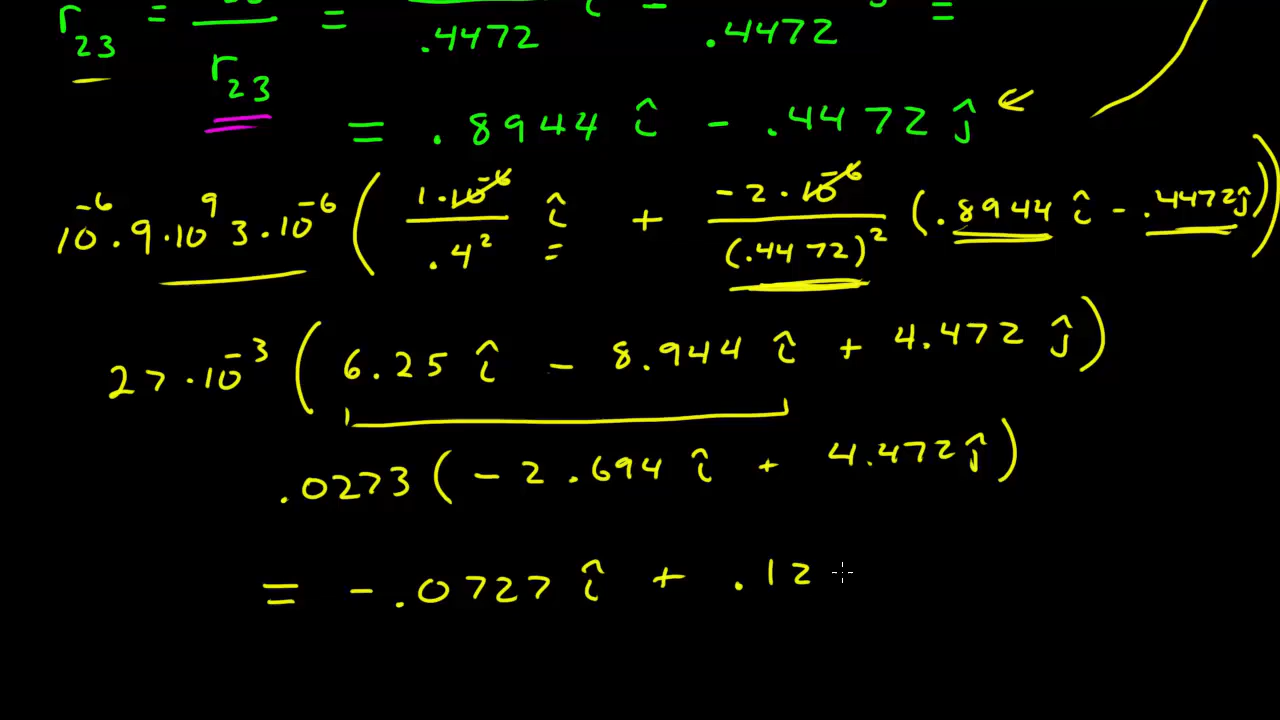 r₂₃ = — = — î — — ĵ =
r₂₃ .4472 .4472
= .8944 î - .4472 ĵ ←
10⁻⁶ · 9 · 10⁹ 3 · 10⁻⁶ ( 1 · 10⁻⁶ / .4² î + -2 · 10⁻⁶ / (.4472)² (.8944 î - .4472 ĵ))
27 · 10⁻³ ( 6.25 î - 8.944 î + 4.472 ĵ )
.0273 ( -2.694 î + 4.472 ĵ )
= -.0727 î + .12